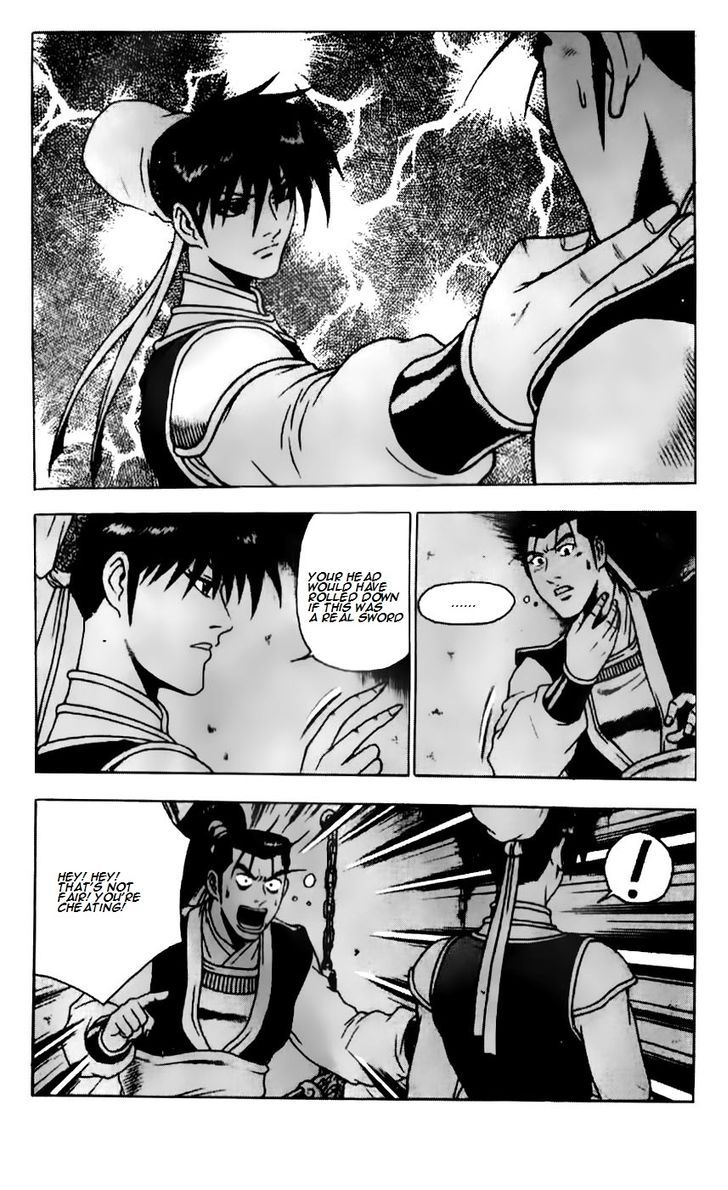 YOUR HEAD
WOULD HAVE
ROLLED DOWN
IF THIS WAS
A REAL SWORD
......
HEY! HEY!
THAT'S NOT
FAIR! YOU'RE
CHEATING!
!